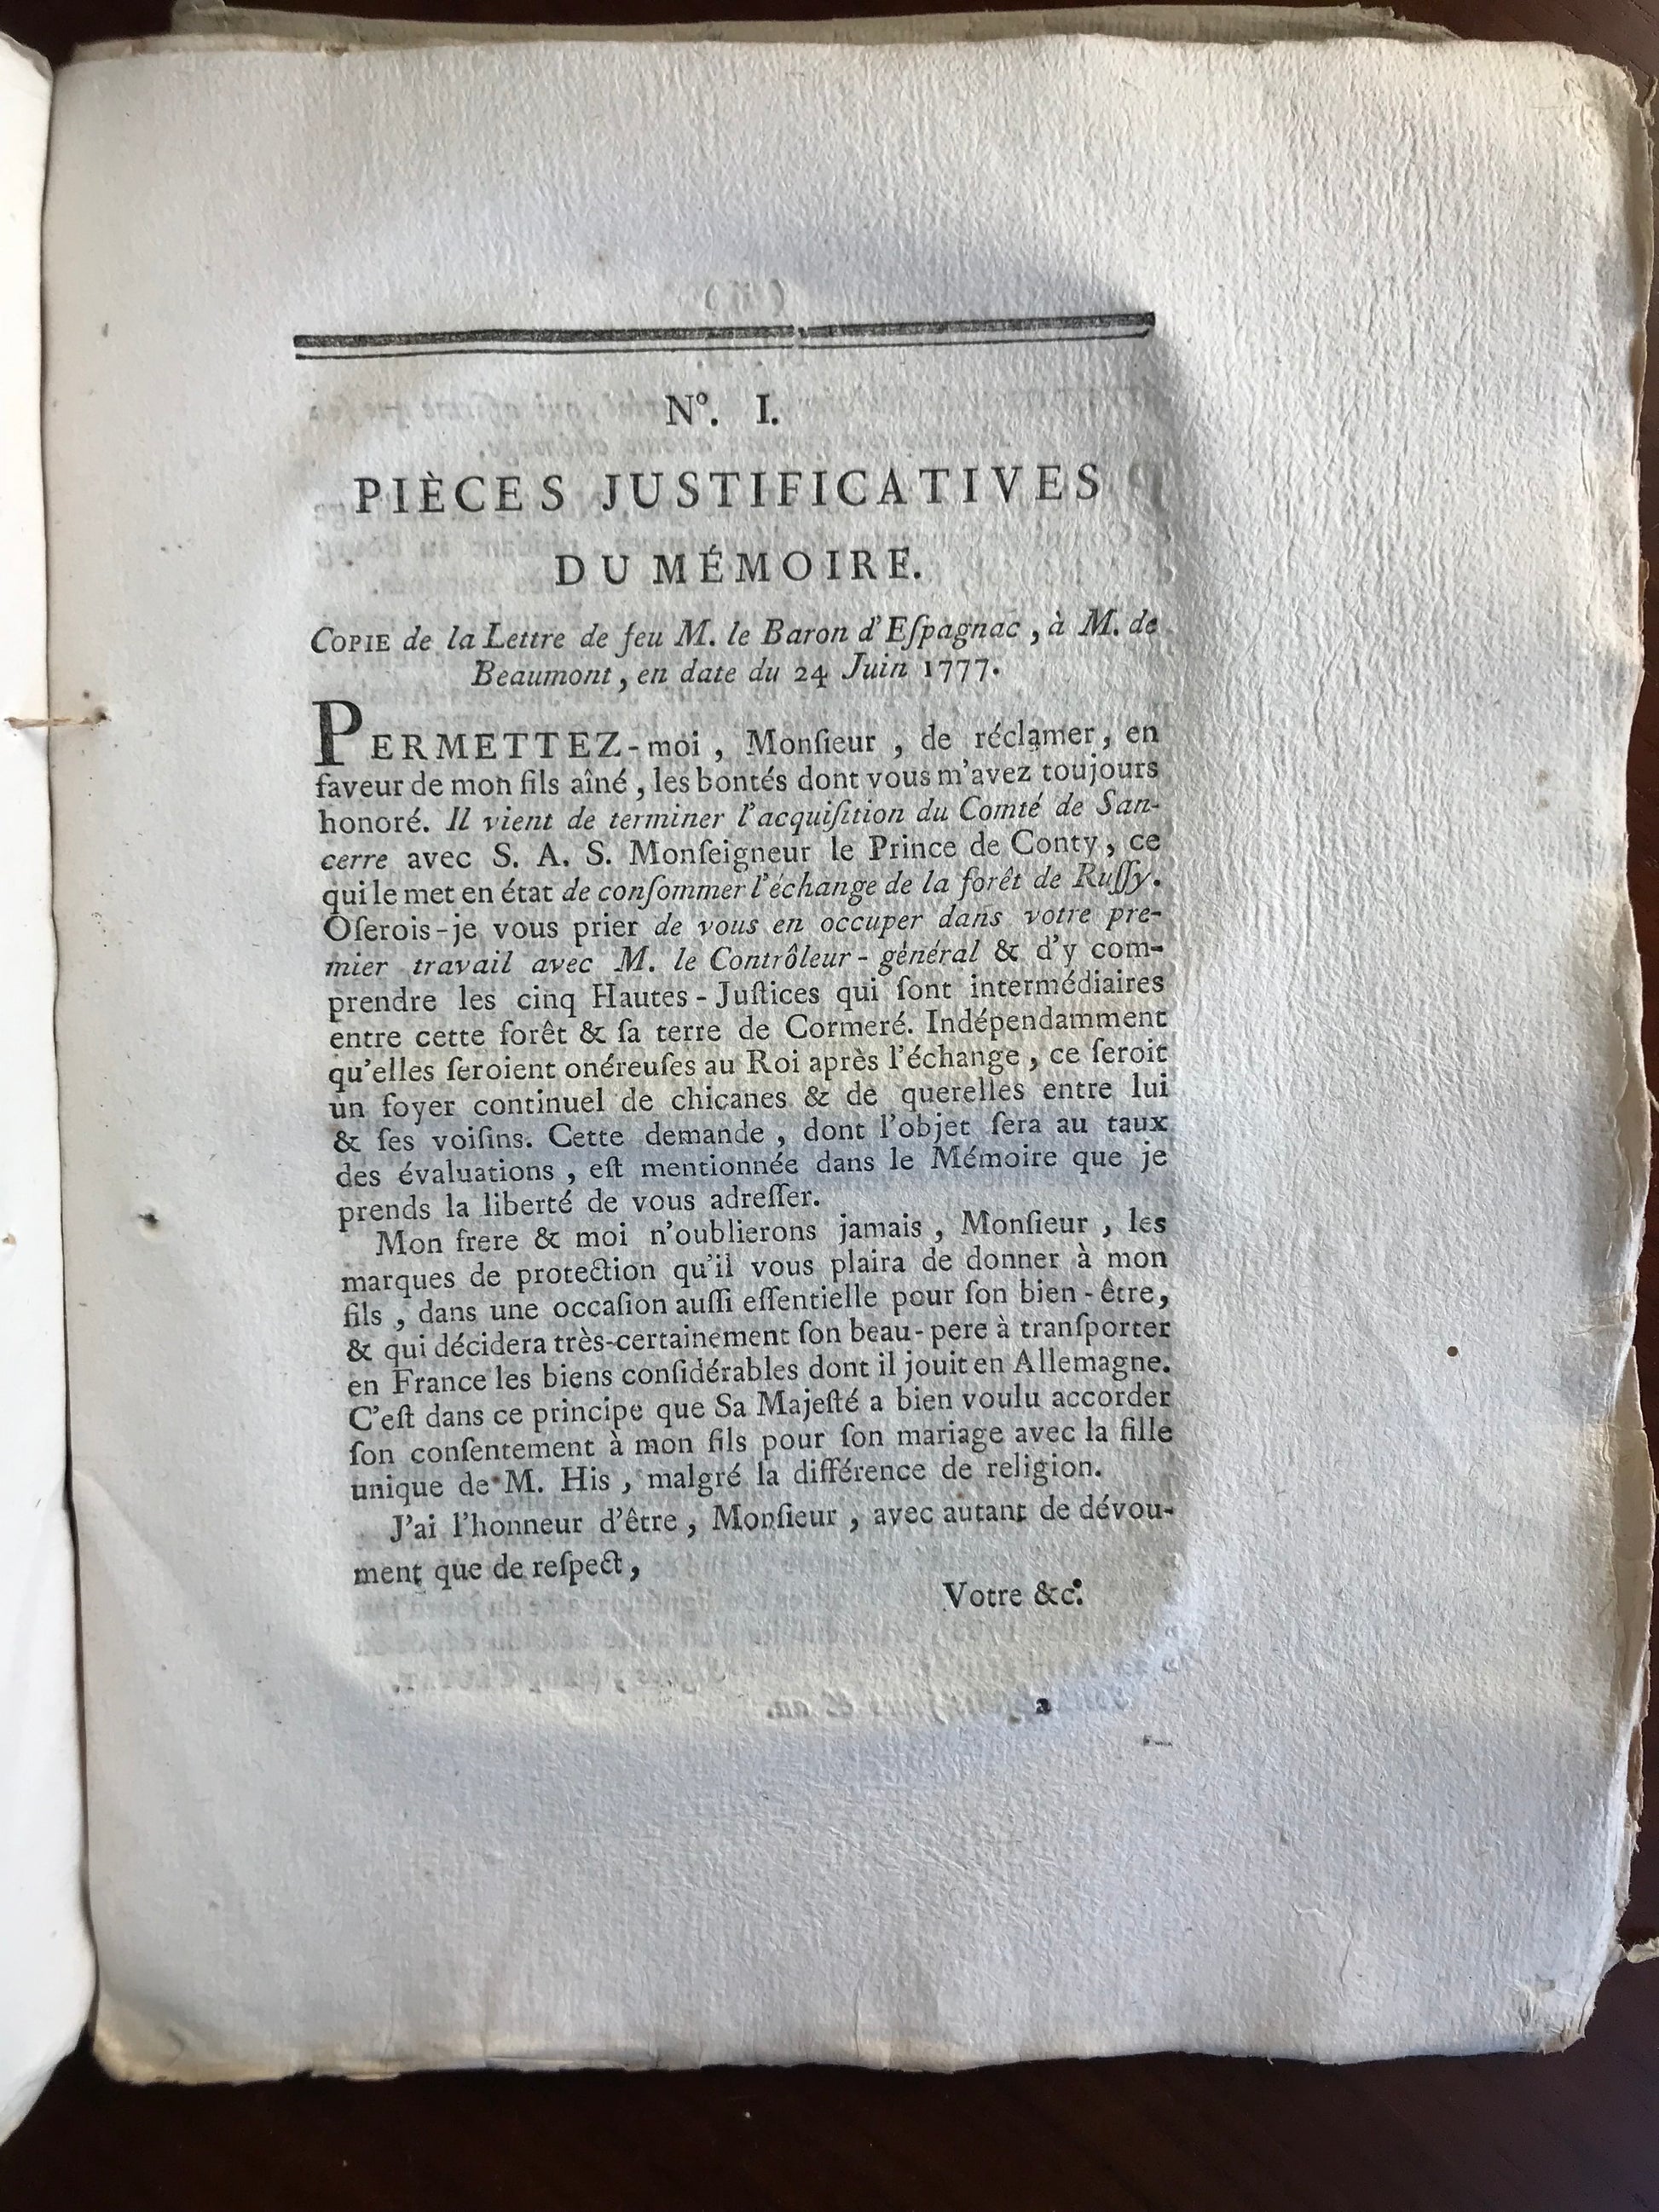 Nº. I.
PIÈCES JUSTIFICATIVES
DU MÉMOIRE.
COPIE de la Lettre de feu M. le Baron d'Eſpagnac, à M. de
Beaumont, en date du 24 Juin 1777.
PERMETTEZ-moi, Monſieur, de réclamer, en
faveur de mon fils aîné, les bontés dont vous m'avez toujours
honoré. Il vient de terminer l'acquiſition du Comté de San-
cerre avec S. A. S. Monſeigneur le Prince de Conty, ce
qui le met en état de conſommer l'échange de la forêt de Ruſſy.
Oſerois-je vous prier de vous en occuper dans votre pre-
mier travail avec M. le Contrôleur-général & d'y com-
prendre les cinq Hautes-Juſtices qui ſont intermédiaires
entre cette forêt & ſa terre de Cormeré. Indépendamment
qu'elles ſeroient onéreuſes au Roi après l'échange, ce ſeroit
un foyer continuel de chicanes & de querelles entre lui
& ſes voiſins. Cette demande, dont l'objet ſera au taux
des évaluations, eſt mentionnée dans le Mémoire que je
prends la liberté de vous adreſſer.
Mon frere & moi n'oublierons jamais, Monſieur, les
marques de protection qu'il vous plaira de donner à mon
fils, dans une occaſion auſſi eſſentielle pour ſon bien-être,
& qui décidera très-certainement ſon beau-pere à tranſporter
en France les biens conſidérables dont il jouit en Allemagne.
C'eſt dans ce principe que Sa Majeſté a bien voulu accorder
ſon conſentement à mon fils pour ſon mariage avec la fille
unique de M. His, malgré la différence de religion.
J'ai l'honneur d'être, Monſieur, avec autant de dévou-
ment que de reſpect,
Votre &c.
a